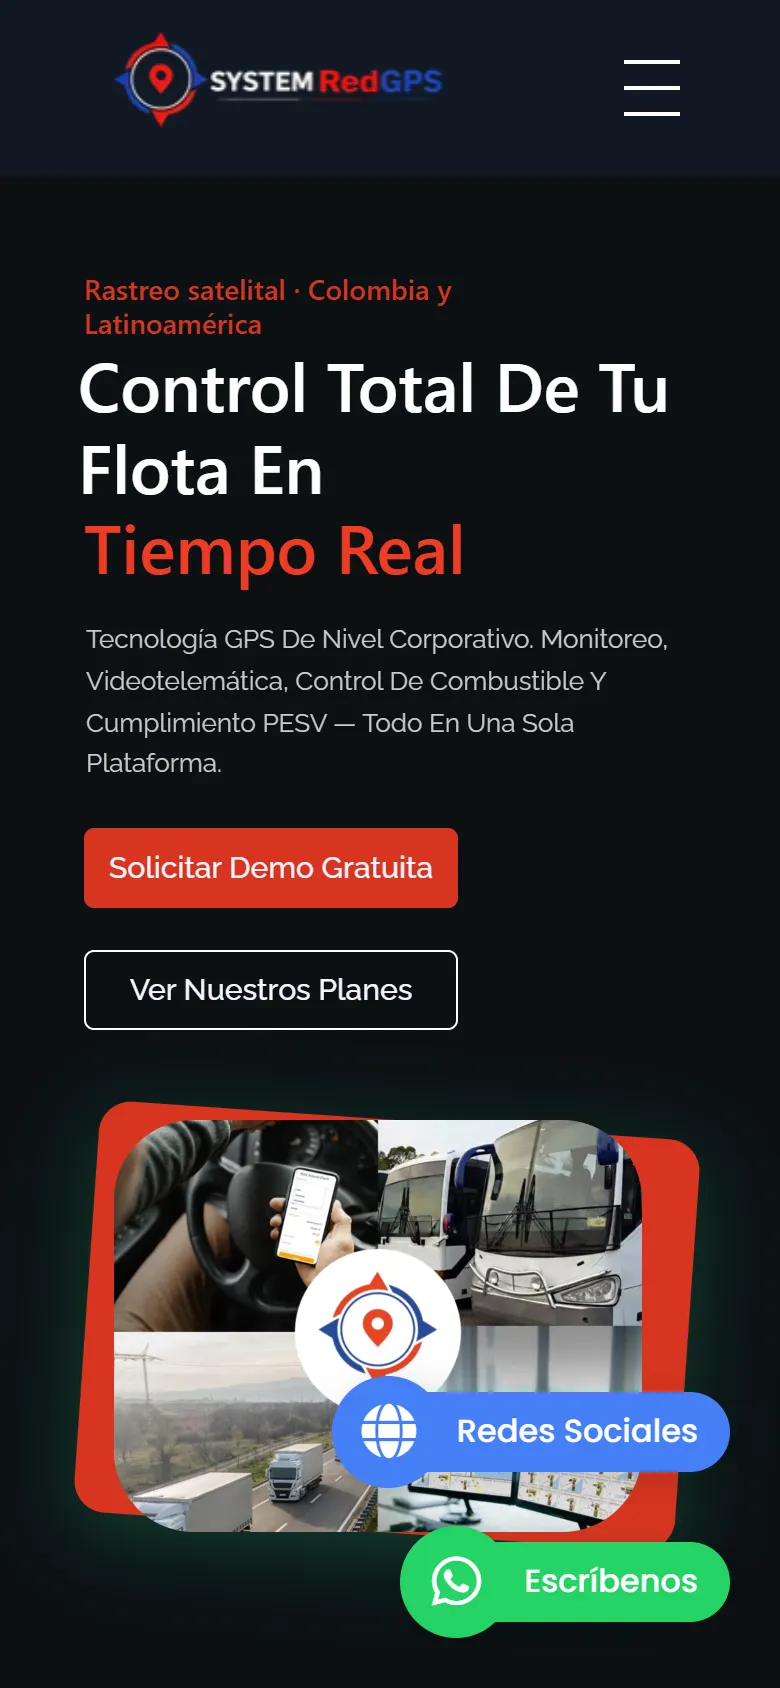 SYSTEM RedGPS
Rastreo satelital · Colombia y
Latinoamérica
Control Total De Tu
Flota En
Tiempo Real
Tecnología GPS De Nivel Corporativo. Monitoreo,
Videotelemática, Control De Combustible Y
Cumplimiento PESV — Todo En Una Sola
Plataforma.
Solicitar Demo Gratuita
Ver Nuestros Planes
Redes Sociales
Escríbenos